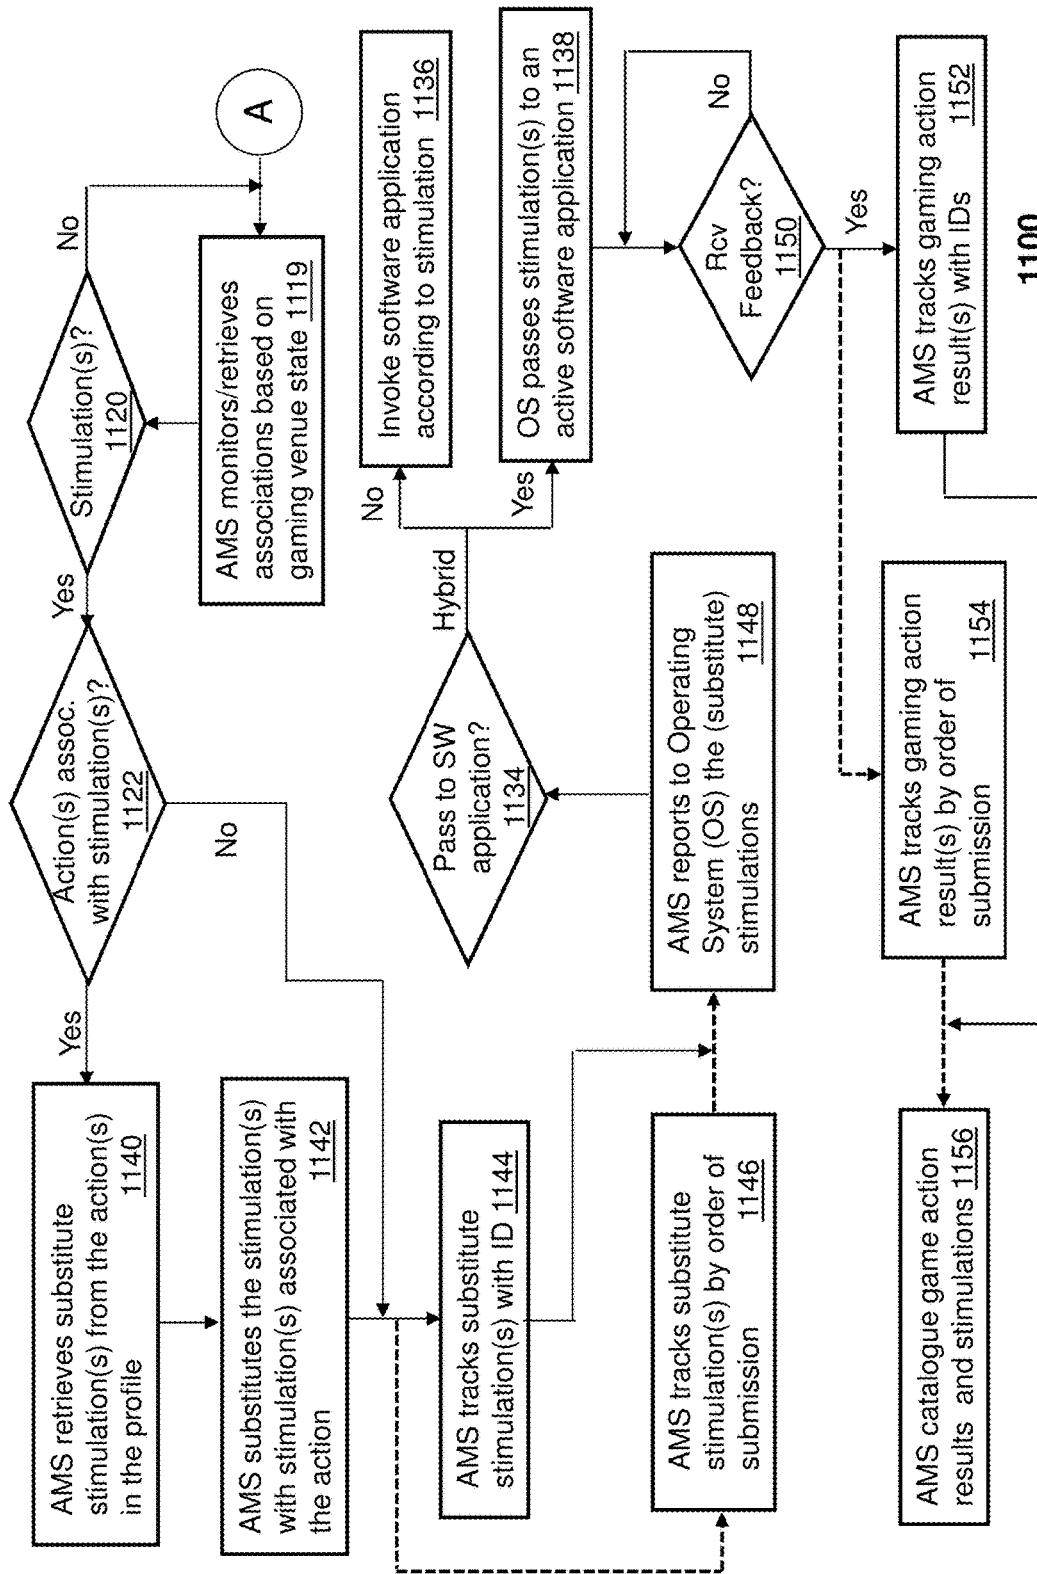 A
AMS monitors/retrieves
associations based on
gaming venue state 1119
Stimulation(s)?
1120
No
Yes
Action(s) assoc.
with stimulation(s)?
1122
Yes
No
AMS retrieves substitute
stimulation(s) from the action(s)
in the profile
1140
AMS substitutes the stimulation(s)
with stimulation(s) associated with
the action
1142
AMS tracks substitute
stimulation(s) with ID 1144
AMS tracks substitute
stimulation(s) by order of
submission
1146
AMS reports to Operating
System (OS) the (substitute)
stimulations
1148
Pass to SW
application?
1134
Hybrid
No
Yes
Invoke software application
according to stimulation 1136
OS passes stimulation(s) to an
active software application 1138
Rcv
Feedback?
1150
No
Yes
AMS tracks gaming action
result(s) with IDs 1152
AMS tracks gaming action
result(s) by order of
submission
1154
AMS catalogue game action
results and stimulations 1156
1100